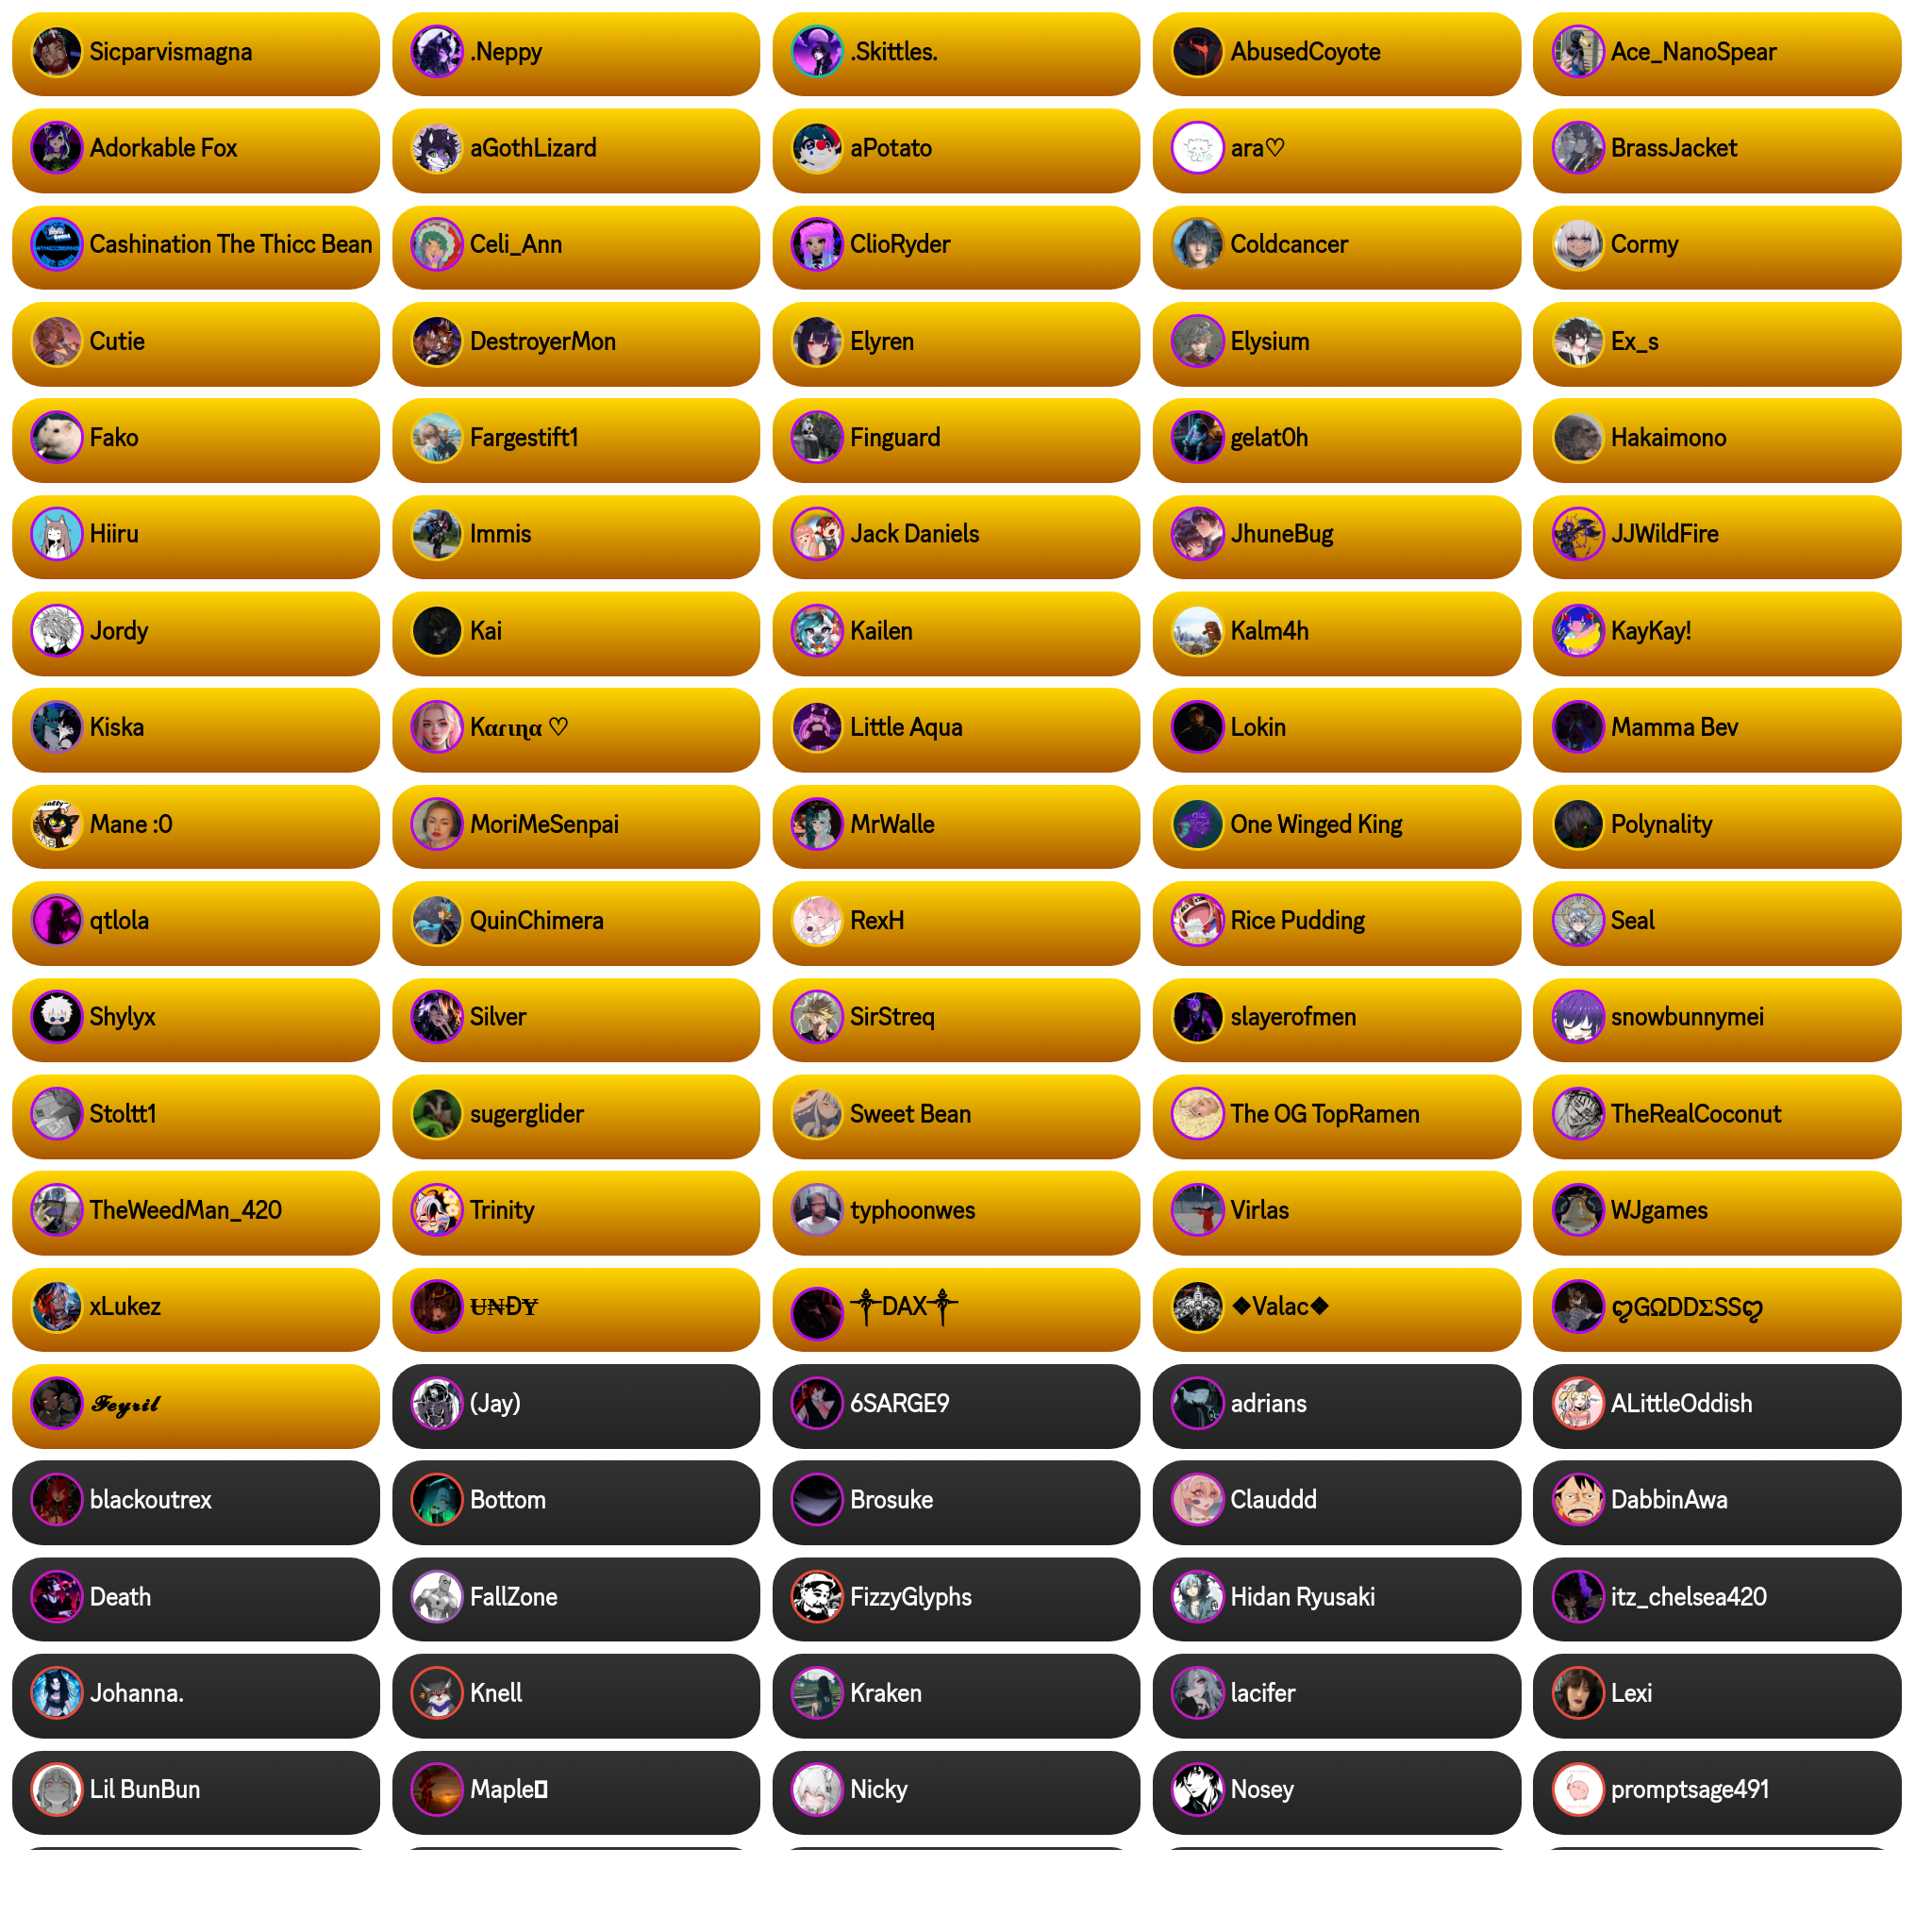 Sicparvismagna
.Neppy
.Skittles.
AbusedCoyote
Ace_NanoSpear
Adorkable Fox
aGothLizard
aPotato
ara♡
BrassJacket
Cashination The Thicc Bean
Celi_Ann
ClioRyder
Coldcancer
Cormy
Cutie
DestroyerMon
Elyren
Elysium
Ex_s
Fako
Fargestift1
Finguard
gelat0h
Hakaimono
Hiiru
Immis
Jack Daniels
JhuneBug
JJWildFire
Jordy
Kai
Kailen
Kalm4h
KayKay!
Kiska
Kαɾιɳα ♡
Little Aqua
Lokin
Mamma Bev
Mane :0
MoriMeSenpai
MrWalle
One Winged King
Polynality
qtlola
QuinChimera
RexH
Rice Pudding
Seal
Shylyx
Silver
SirStreq
slayerofmen
snowbunnymei
Stoltt1
sugerglider
Sweet Bean
The OG TopRamen
TheRealCoconut
TheWeedMan_420
Trinity
typhoonwes
Virlas
WJgames
xLukez
U̶N̶ĐɎ
༒DAX༒
❖Valac❖
ღGΩDDΣSSღ
𝓕𝓮𝔂𝓻𝓲𝓵
(Jay)
6SARGE9
adrians
ALittleOddish
blackoutrex
Bottom
Brosuke
Clauddd
DabbinAwa
Death
FallZone
FizzyGlyphs
Hidan Ryusaki
itz_chelsea420
Johanna.
Knell
Kraken
lacifer
Lexi
Lil BunBun
Maple
Nicky
Nosey
promptsage491